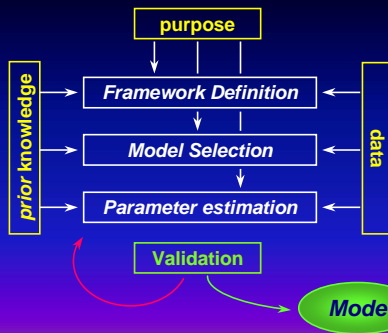 purpose
prior knowledge
Framework Definition
data
Model Selection
Parameter estimation
Validation
Mode